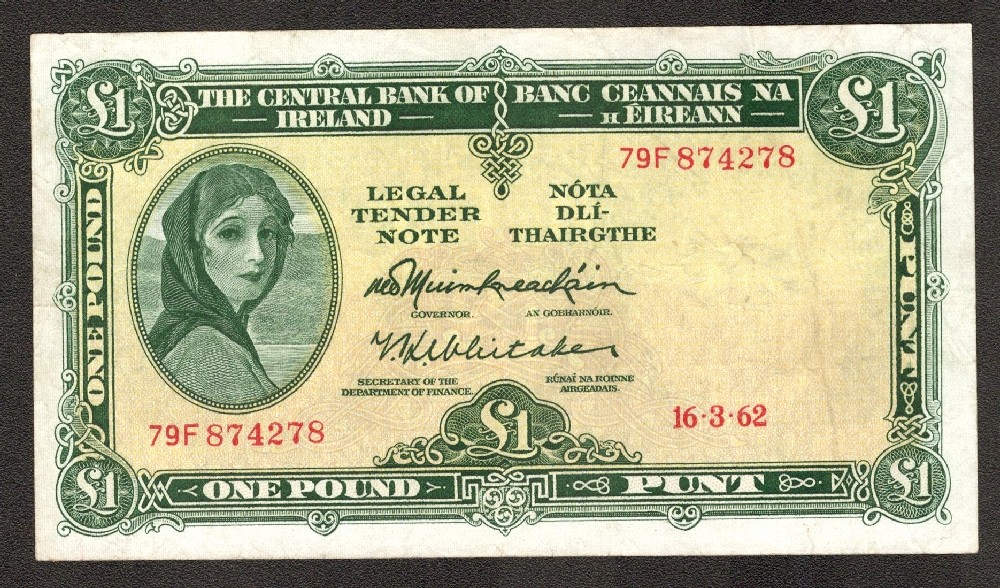 £1
THE CENTRAL BANK OF
IRELAND
BANC CEANNAIS NA
H ÉIREANN
£1
79F 874278
LEGAL
TENDER
NOTE
NÓTA
DLÍ-
THAIRGTHE
ONE POUND
PUNT
GOVERNOR.
AN GOBHARNÓIR.
T.K. Whitaker
SECRETARY OF THE
DEPARTMENT OF FINANCE.
RÚNAÍ NA ROINNE
AIRGEADAIS.
79F 874278
£1
16·3·62
£1
ONE POUND
PUNT
£1